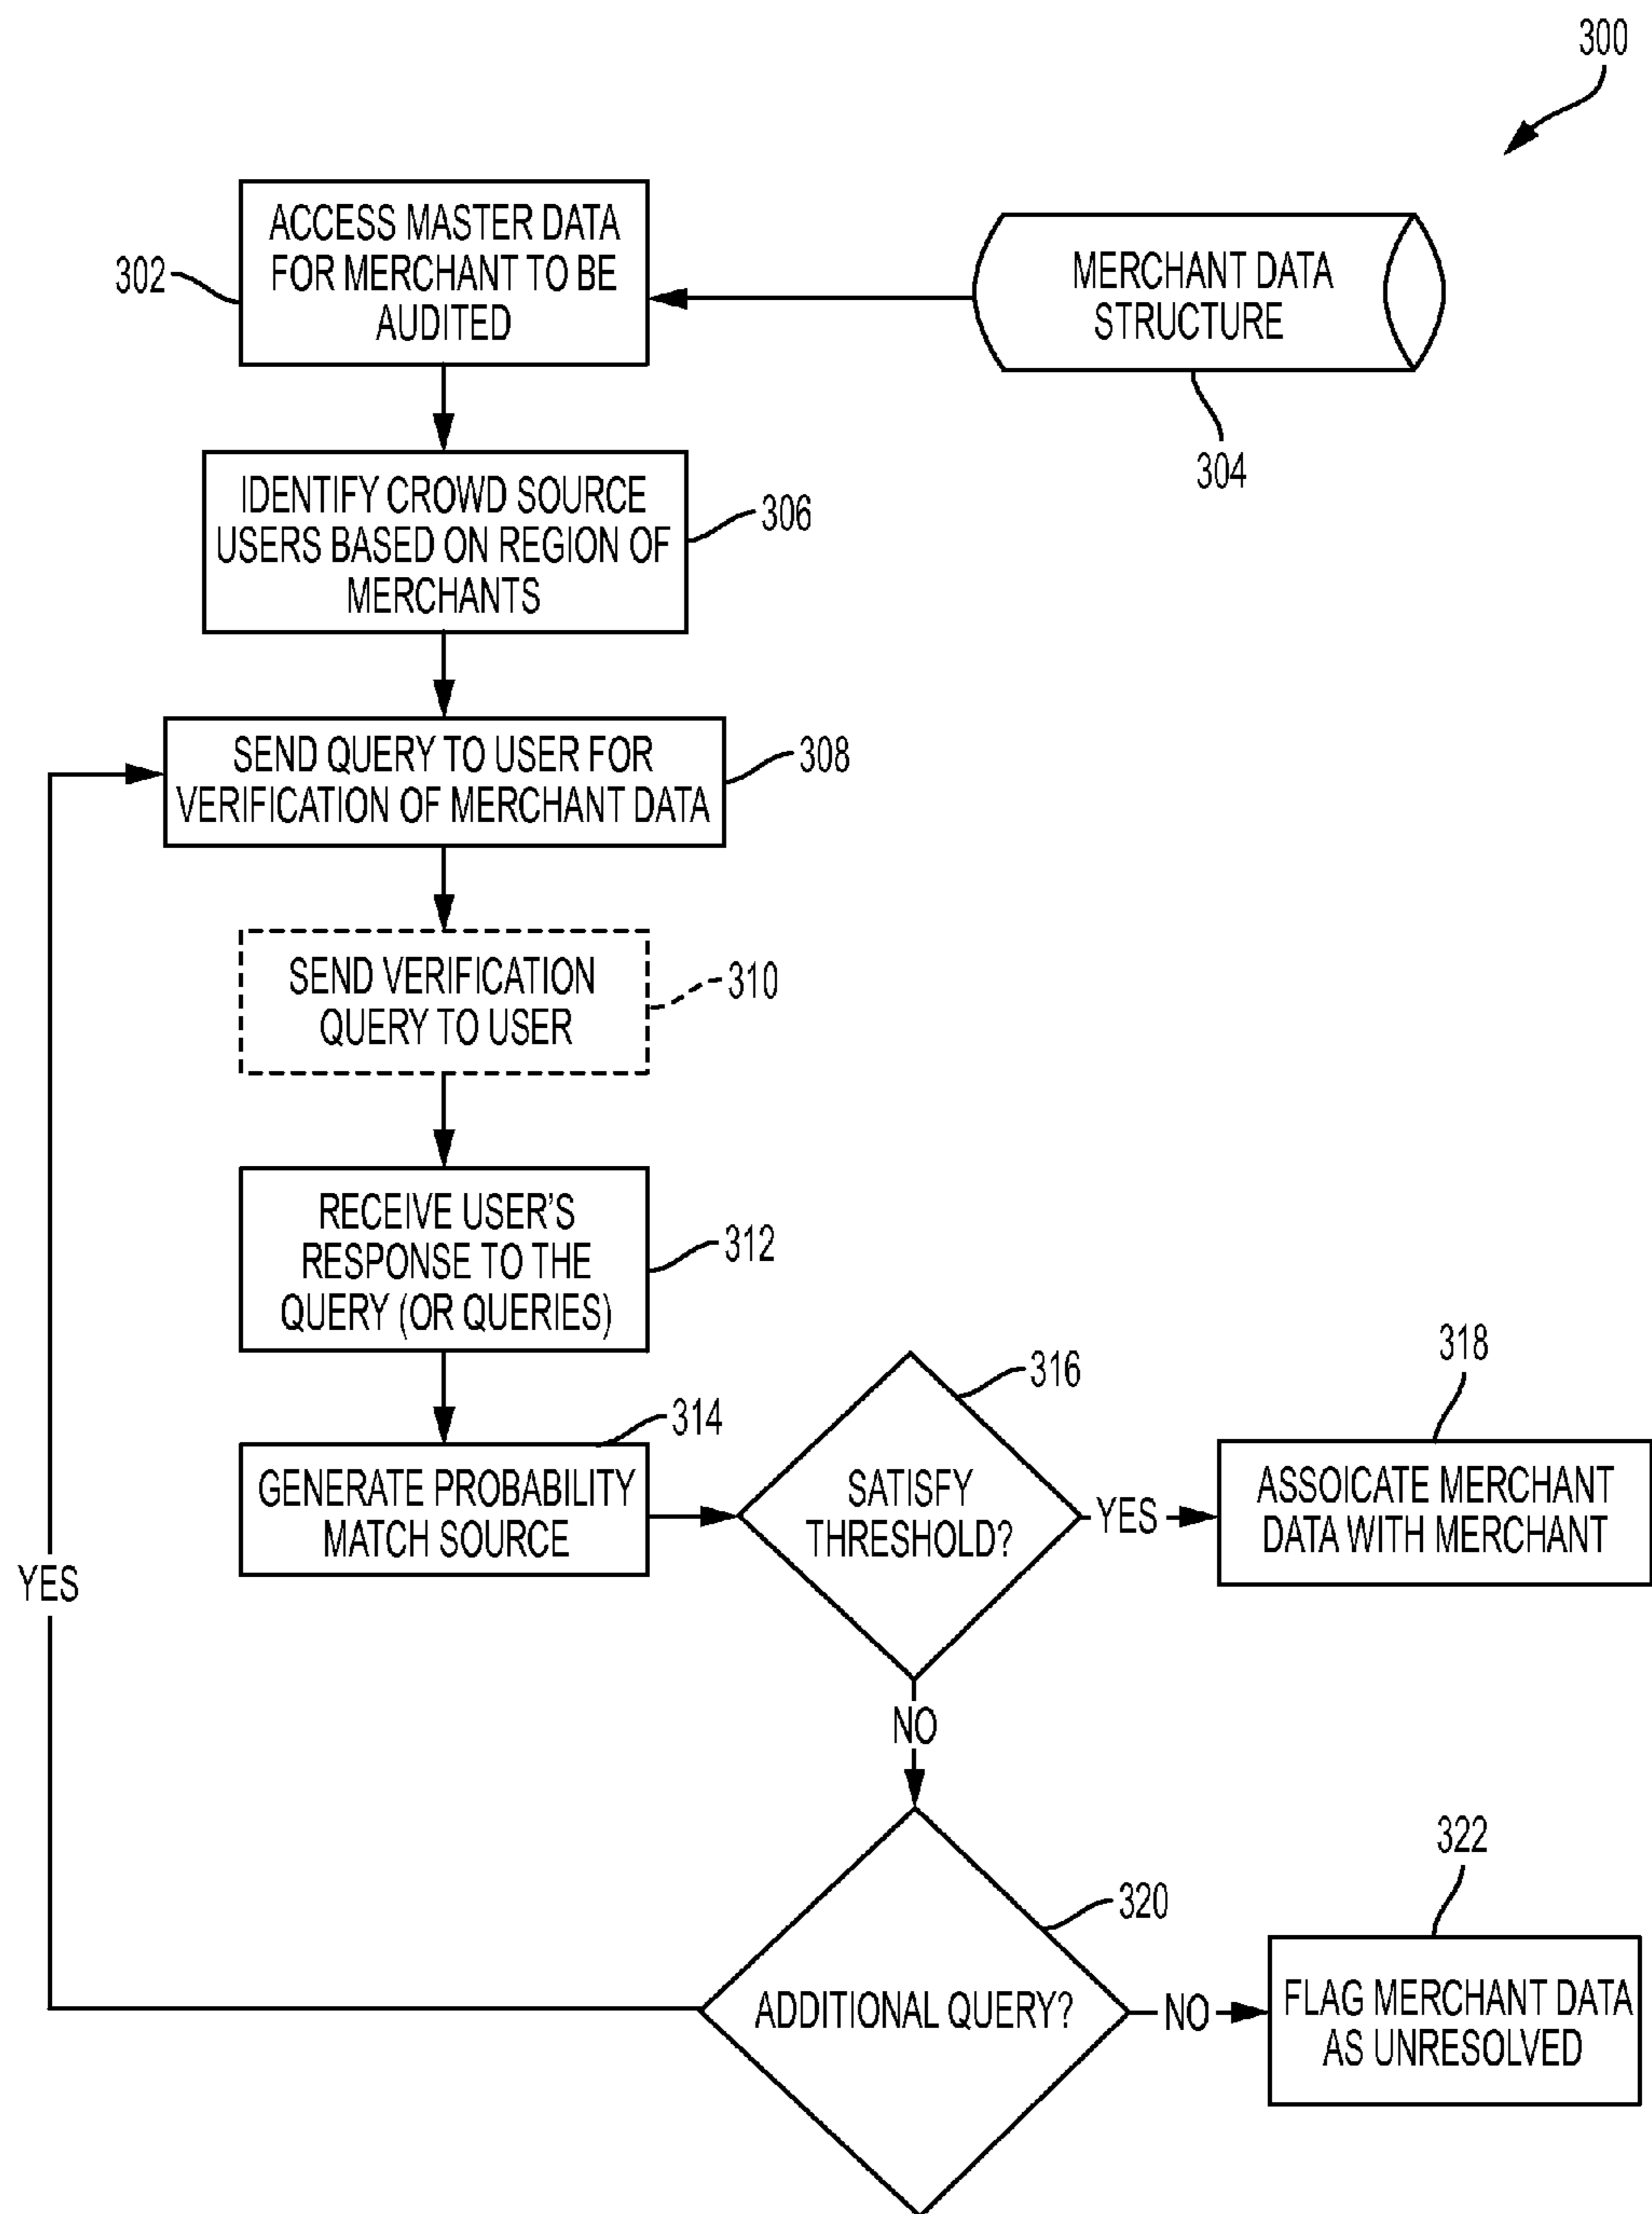 300
ACCESS MASTER DATA
FOR MERCHANT TO BE
AUDITED
302
MERCHANT DATA
STRUCTURE
304
IDENTIFY CROWD SOURCE
USERS BASED ON REGION OF
MERCHANTS
306
SEND QUERY TO USER FOR
VERIFICATION OF MERCHANT DATA
308
SEND VERIFICATION
QUERY TO USER
310
RECEIVE USER'S
RESPONSE TO THE
QUERY (OR QUERIES)
312
GENERATE PROBABILITY
MATCH SOURCE
314
SATISFY
THRESHOLD?
316
YES
ASSOICATE MERCHANT
DATA WITH MERCHANT
318
NO
ADDITIONAL QUERY?
320
YES
NO
FLAG MERCHANT DATA
AS UNRESOLVED
322